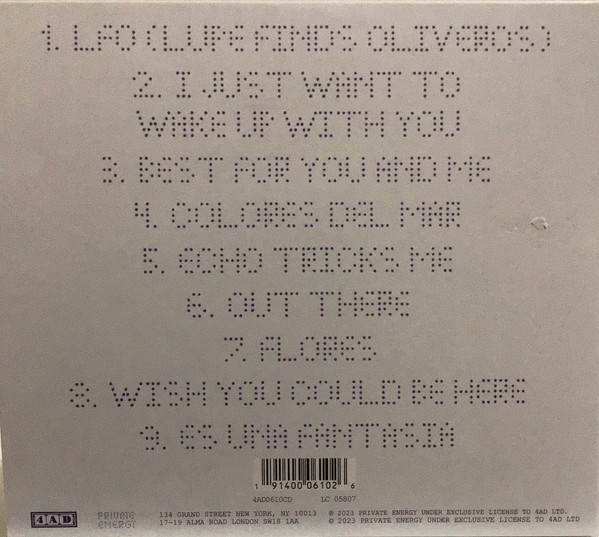 1. LFO (LUPE FINDS OLIVEROS)
2. I JUST WANT TO
WAKE UP WITH YOU
3. BEST FOR YOU AND ME
4. COLORES DEL MAR
5. ECHO TRICKS ME
6. OUT THERE
7. FLORES
8. WISH YOU COULD BE HERE
9. ES UNA FANTASIA
1 91400 06102 6
4AD0610CD LC 05807
4AD
PRIVATE
ENERGY
134 GRAND STREET NEW YORK, NY 10013 ℗ 2023 PRIVATE ENERGY UNDER EXCLUSIVE LICENSE TO 4AD LTD.
17-19 ALMA ROAD LONDON SW18 1AA © 2023 PRIVATE ENERGY UNDER EXCLUSIVE LICENSE TO 4AD LTD